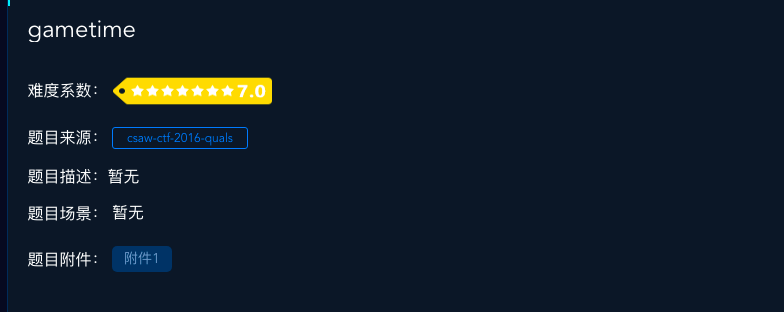 gametime
难度系数： 7.0
题目来源： csaw-ctf-2016-quals
题目描述：暂无
题目场景： 暂无
题目附件： 附件1